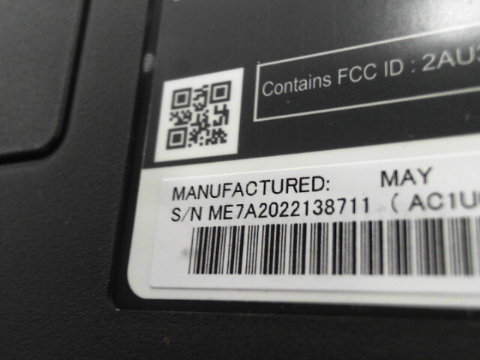 Contains FCC ID : 2AU
MANUFACTURED: MAY
S/N ME7A2022138711 ( AC1U